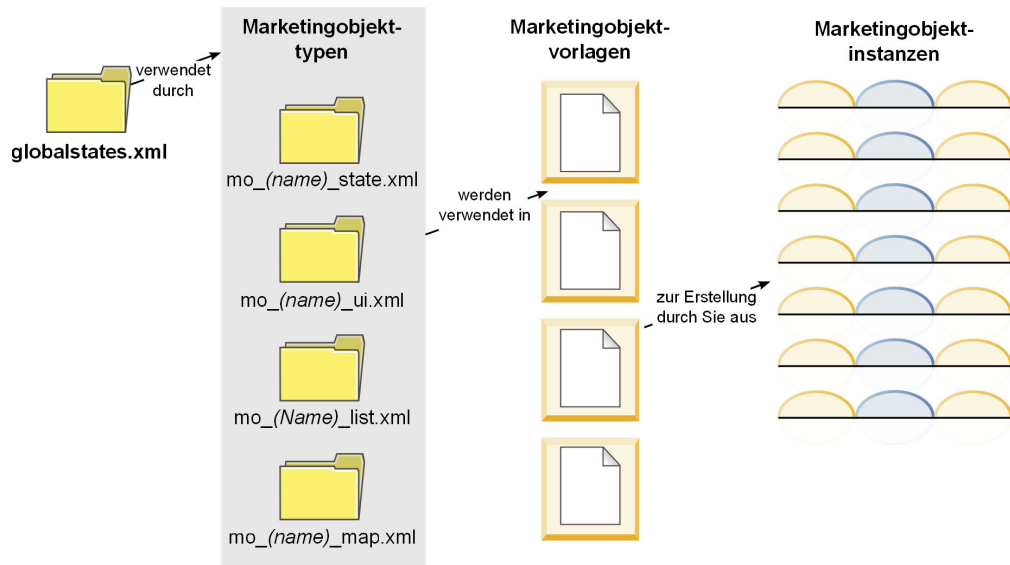 globalstates.xml
verwendet
durch
Marketingobjekt-
typen
mo_(name)_state.xml
mo_(name)_ui.xml
mo_(Name)_list.xml
mo_(name)_map.xml
werden
verwendet in
Marketingobjekt-
vorlagen
zur Erstellung
durch Sie aus
Marketingobjekt-
instanzen